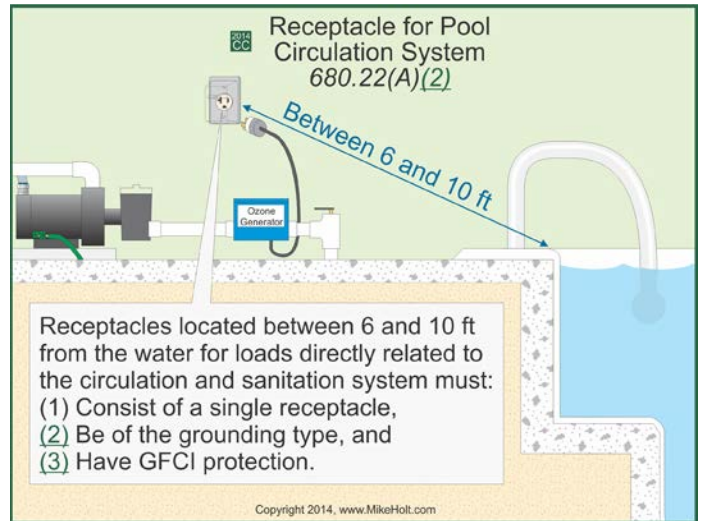 2014
CC
Receptacle for Pool
Circulation System
680.22(A)(2)
Between 6 and 10 ft
Ozone
Generator
Receptacles located between 6 and 10 ft
from the water for loads directly related to
the circulation and sanitation system must:
(1) Consist of a single receptacle,
(2) Be of the grounding type, and
(3) Have GFCI protection.
Copyright 2014, www.MikeHolt.com